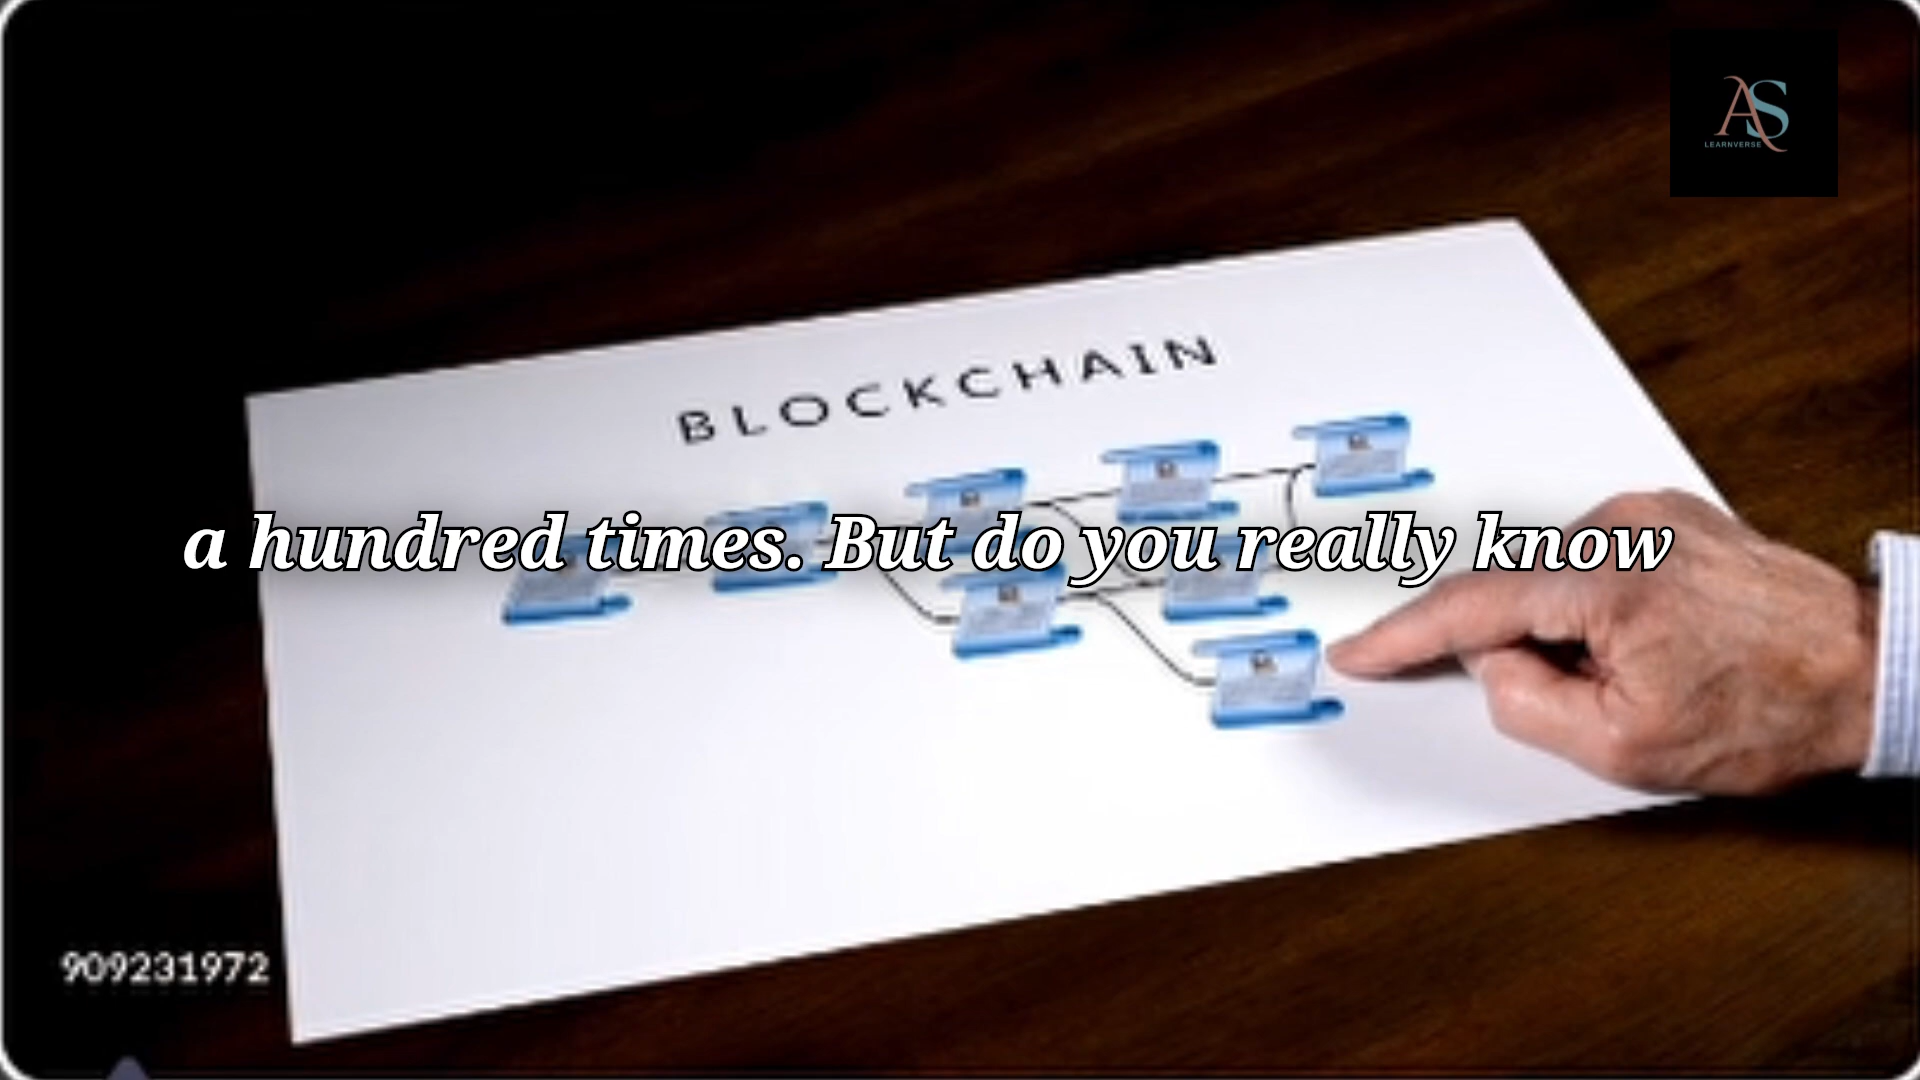 AS
LEARNVERSE
BLOCKCHAIN
a hundred times. But do you really know
909231972